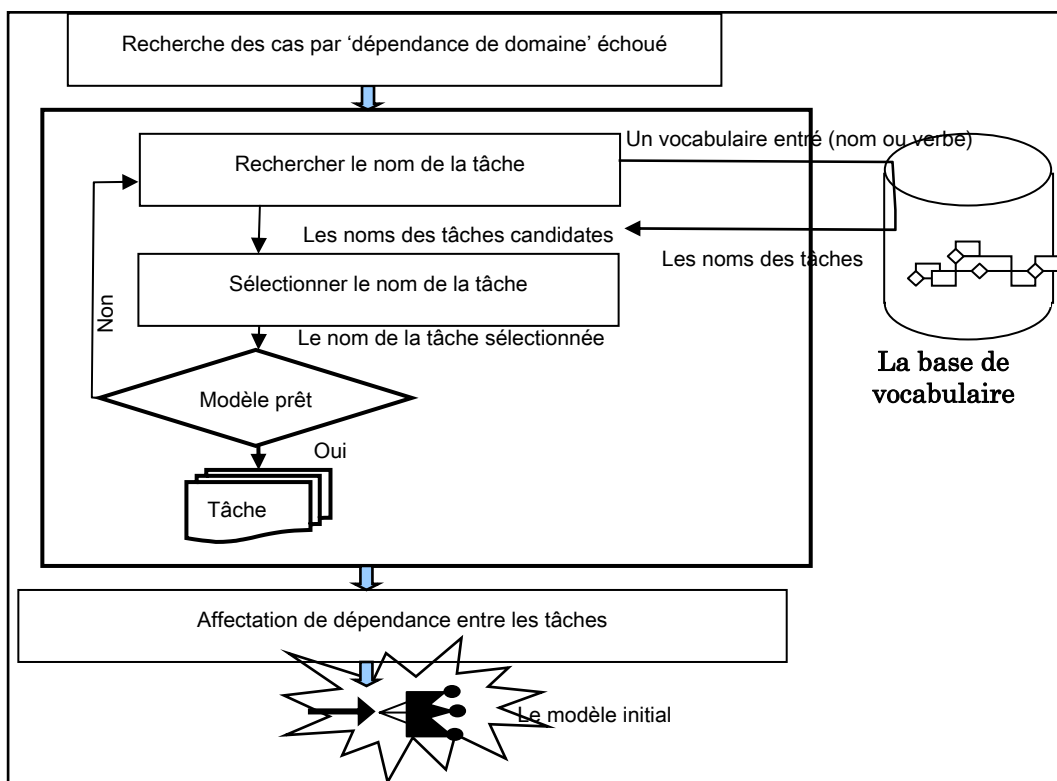 Recherche des cas par ‘dépendance de domaine’ échoué
Un vocabulaire entré (nom ou verbe)
Rechercher le nom de la tâche
Les noms des tâches candidates
Les noms des tâches
Sélectionner le nom de la tâche
Non
Le nom de la tâche sélectionnée
La base de
vocabulaire
Modèle prêt
Oui
Tâche
Affectation de dépendance entre les tâches
Le modèle initial